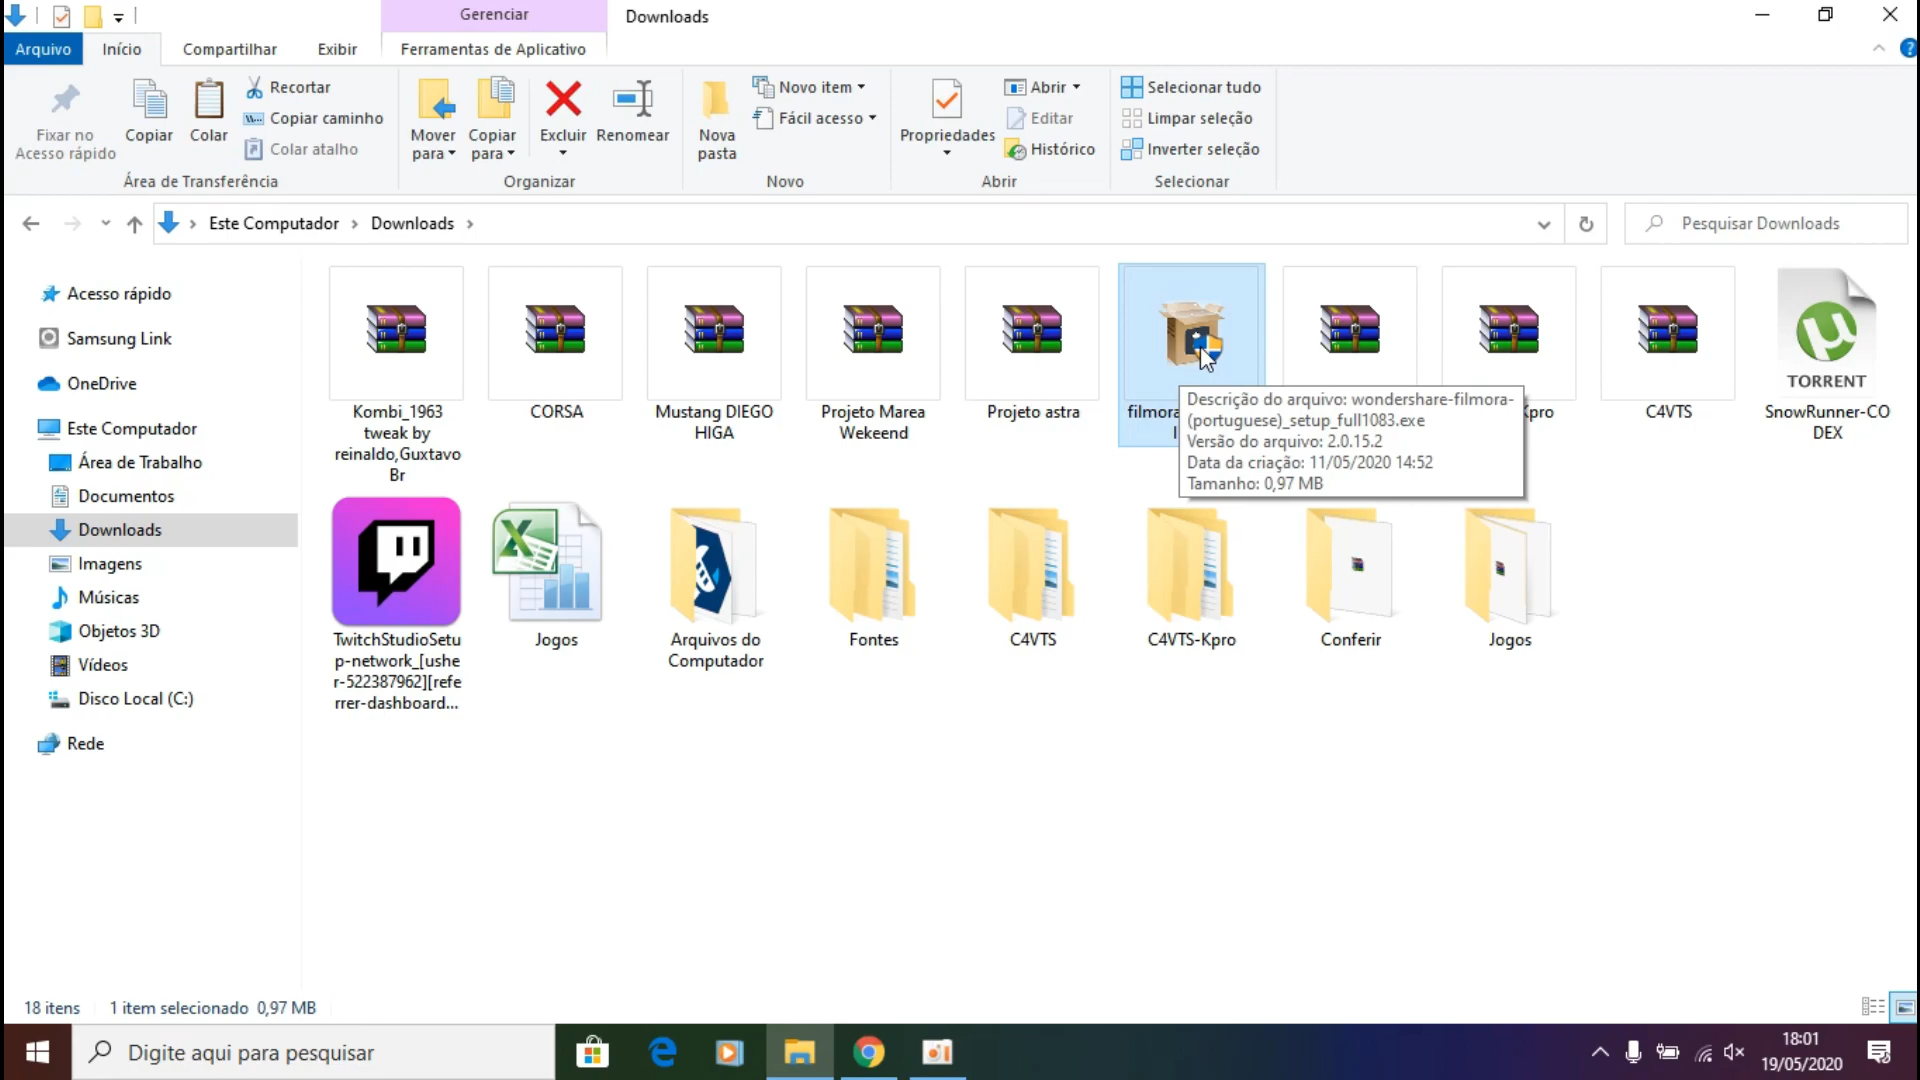 Gerenciar
Downloads
Arquivo
Início
Compartilhar
Exibir
Ferramentas de Aplicativo
?
Fixar no
Acesso rápido
Copiar
Colar
Recortar
Copiar caminho
Colar atalho
Área de Transferência
Mover
para
Copiar
para
Excluir
Renomear
Organizar
Nova
pasta
Novo item
Fácil acesso
Novo
Propriedades
Abrir
Editar
Histórico
Abrir
Selecionar tudo
Limpar seleção
Inverter seleção
Selecionar
Este Computador
Downloads
Pesquisar Downloads
Acesso rápido
Samsung Link
OneDrive
Este Computador
Área de Trabalho
Documentos
Downloads
Imagens
Músicas
Objetos 3D
Vídeos
Disco Local (C:)
Rede
Kombi_1963
tweak by
reinaldo,Guxtavo
Br
CORSA
Mustang DIEGO
HIGA
Projeto Marea
Wekeend
Projeto astra
filmora
Descrição do arquivo: wondershare-filmora-
(portuguese)_setup_full1083.exe
Versão do arquivo: 2.0.15.2
Data da criação: 11/05/2020 14:52
Tamanho: 0,97 MB
Kpro
C4VTS
TORRENT
SnowRunner-CO
DEX
TwitchStudioSetu
p-network_[ushe
r-522387962][refe
rrer-dashboard...
Jogos
Arquivos do
Computador
Fontes
C4VTS
C4VTS-Kpro
Conferir
Jogos
18 itens
1 item selecionado 0,97 MB
Digite aqui para pesquisar
18:01
19/05/2020